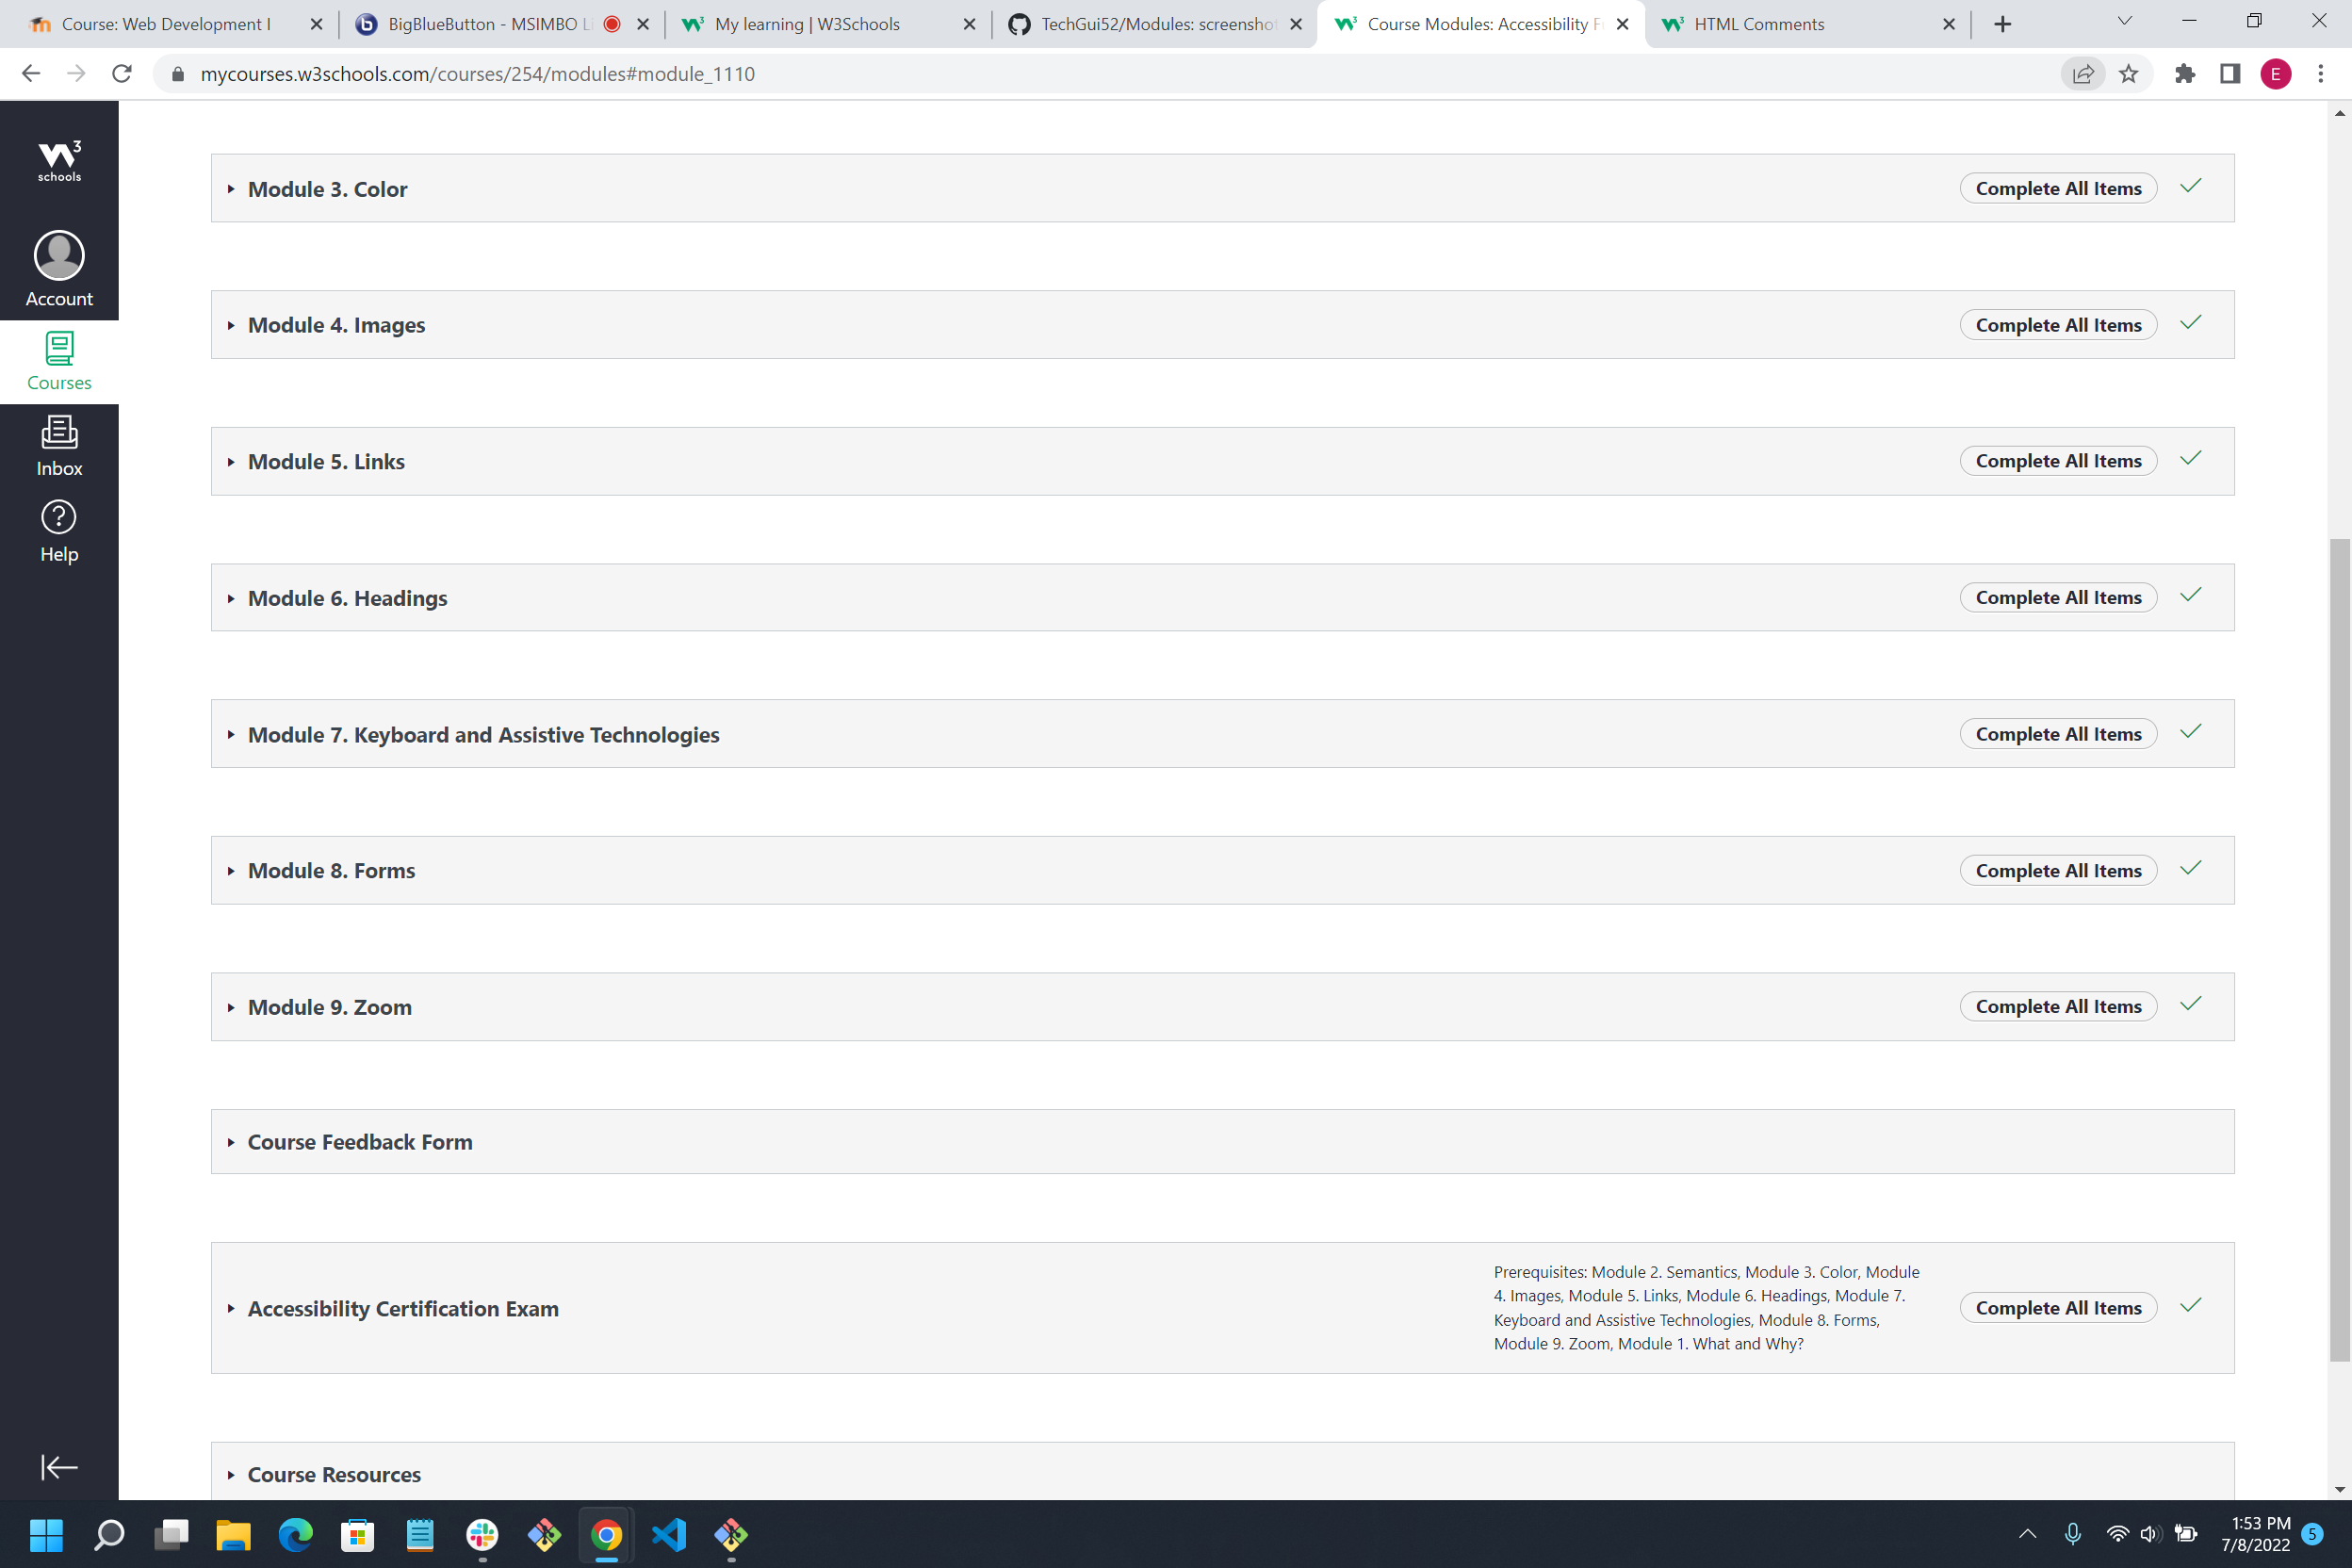 Course: Web Development I
BigBlueButton - MSIMBO Li
My learning | W3Schools
TechGui52/Modules: screenshot
Course Modules: Accessibility F
HTML Comments
mycourses.w3schools.com/courses/254/modules#module_1110
E
3
schools
Account
Courses
Inbox
Help
Module 3. Color
Complete All Items
Module 4. Images
Complete All Items
Module 5. Links
Complete All Items
Module 6. Headings
Complete All Items
Module 7. Keyboard and Assistive Technologies
Complete All Items
Module 8. Forms
Complete All Items
Module 9. Zoom
Complete All Items
Course Feedback Form
Accessibility Certification Exam
Prerequisites: Module 2. Semantics, Module 3. Color, Module
4. Images, Module 5. Links, Module 6. Headings, Module 7.
Keyboard and Assistive Technologies, Module 8. Forms,
Module 9. Zoom, Module 1. What and Why?
Complete All Items
Course Resources
1:53 PM
7/8/2022
5